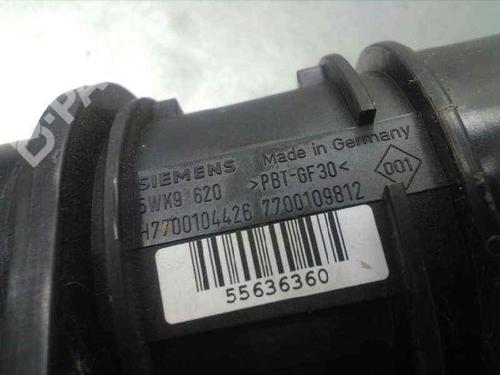 SIEMENS Made in Germany
5WK9 620 >PBT-GF30< 001
H7700104426 7700109812
55636360